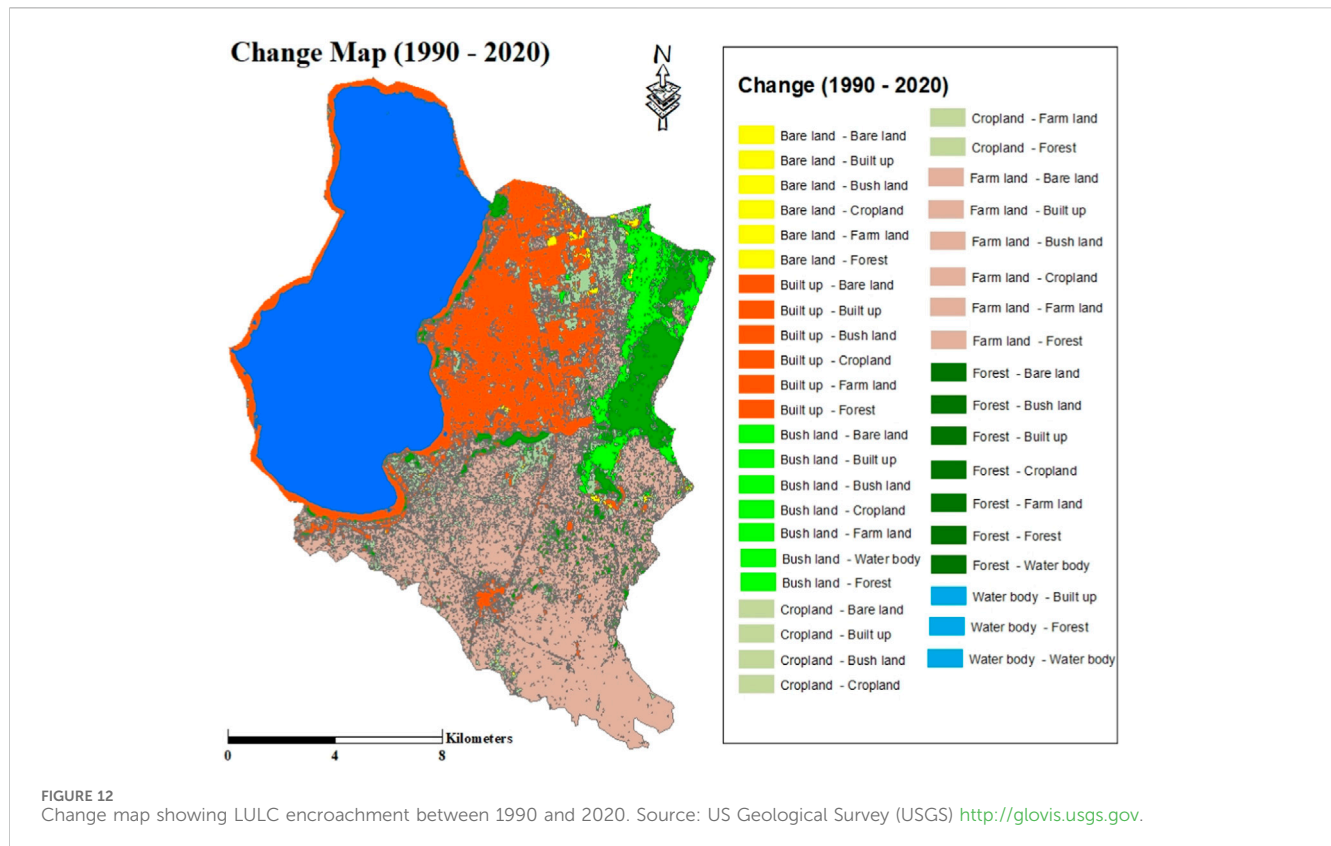 Change Map (1990 - 2020)
N
Kilometers
0 4 8
Change (1990 - 2020)
Bare land - Bare land
Bare land - Built up
Bare land - Bush land
Bare land - Cropland
Bare land - Farm land
Bare land - Forest
Built up - Bare land
Built up - Built up
Built up - Bush land
Built up - Cropland
Built up - Farm land
Built up - Forest
Bush land - Bare land
Bush land - Built up
Bush land - Bush land
Bush land - Cropland
Bush land - Farm land
Bush land - Water body
Bush land - Forest
Cropland - Bare land
Cropland - Built up
Cropland - Bush land
Cropland - Cropland
Cropland - Farm land
Cropland - Forest
Farm land - Bare land
Farm land - Built up
Farm land - Bush land
Farm land - Cropland
Farm land - Farm land
Farm land - Forest
Forest - Bare land
Forest - Bush land
Forest - Built up
Forest - Cropland
Forest - Farm land
Forest - Forest
Forest - Water body
Water body - Built up
Water body - Forest
Water body - Water body
FIGURE 12
Change map showing LULC encroachment between 1990 and 2020. Source: US Geological Survey (USGS) http://glovis.usgs.gov.